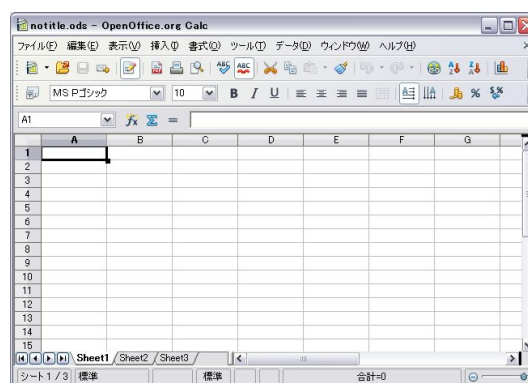 notitle.ods - OpenOffice.org Calc
ファイル(F) 編集(E) 表示(V) 挿入(I) 書式(O) ツール(T) データ(D) ウィンドウ(W) ヘルプ(H)
MS Pゴシック 10 B I U
A1 =
A B C D E F G
1
2
3
4
5
6
7
8
9
10
11
12
13
14
15
Sheet1 Sheet2 Sheet3
シート 1 / 3 標準 標準 合計=0